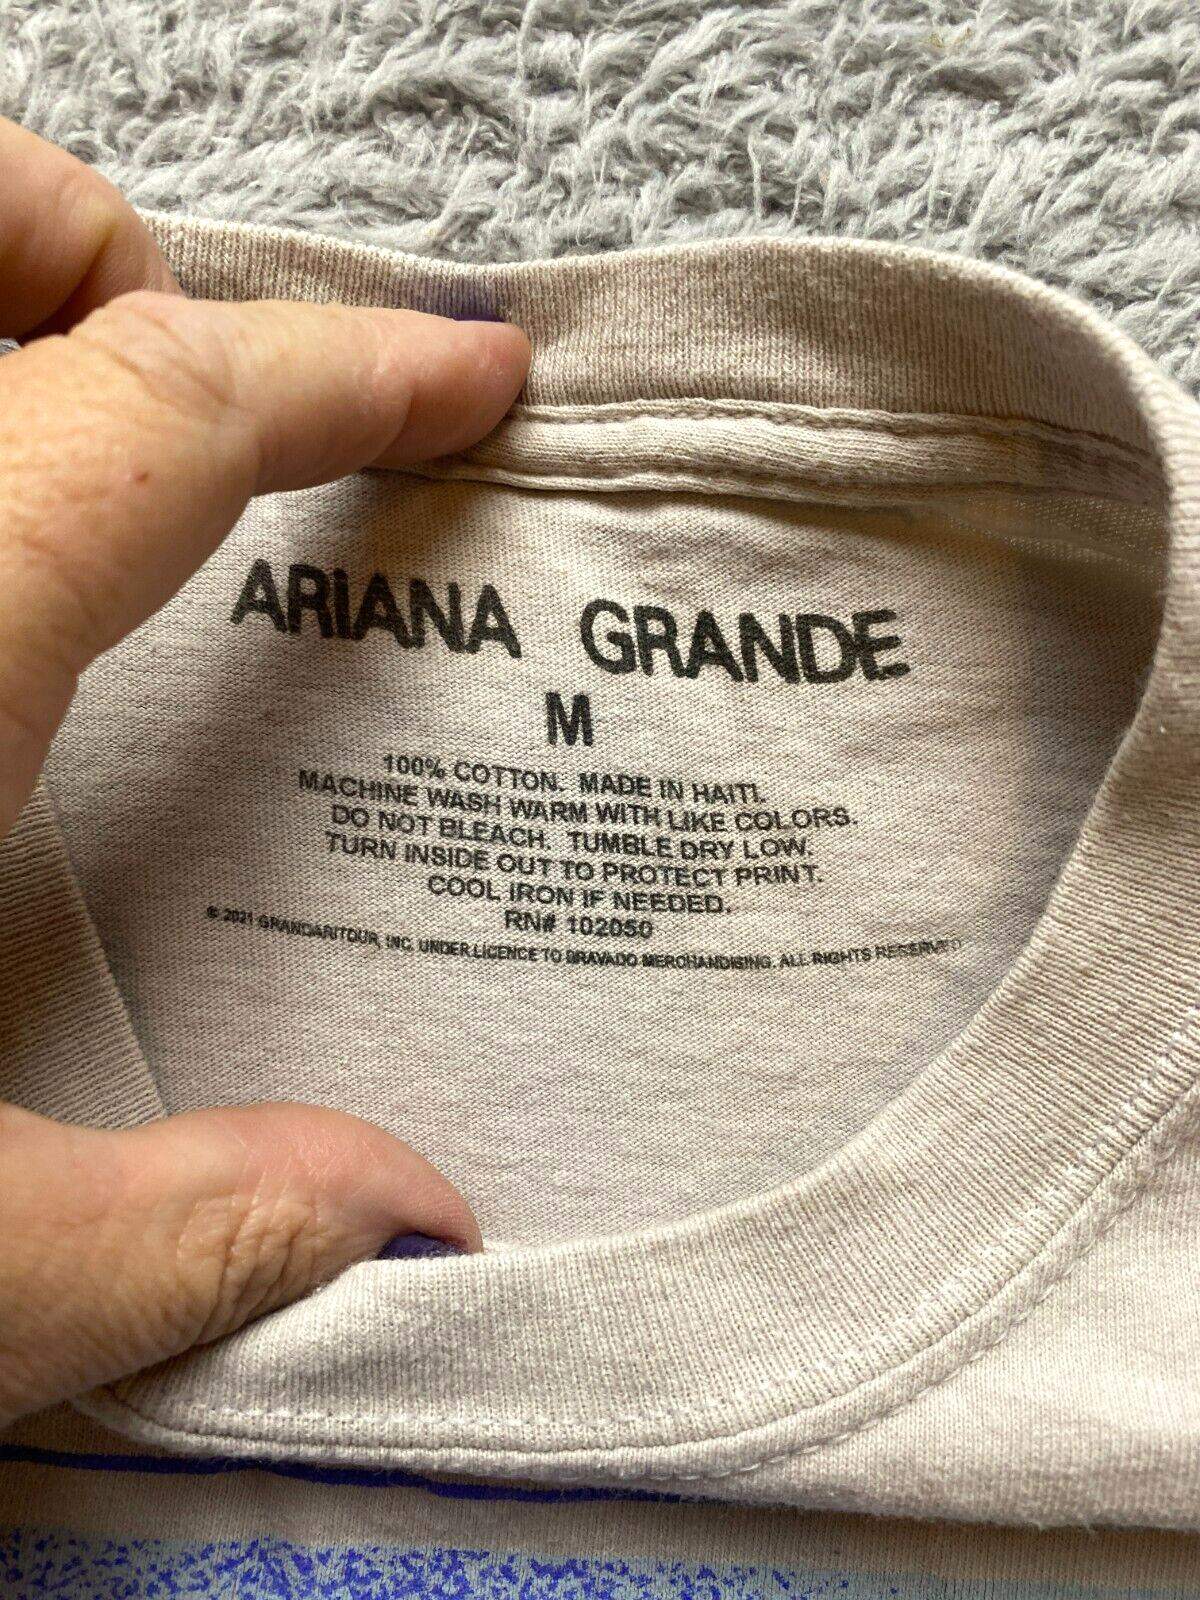 ARIANA GRANDE
M
100% COTTON. MADE IN HAITI.
MACHINE WASH WARM WITH LIKE COLORS.
DO NOT BLEACH. TUMBLE DRY LOW.
TURN INSIDE OUT TO PROTECT PRINT.
COOL IRON IF NEEDED.
RN# 102050
© 2021 GRANDARITOUR, INC. UNDER LICENCE TO BRAVADO MERCHANDISING. ALL RIGHTS RESERVED